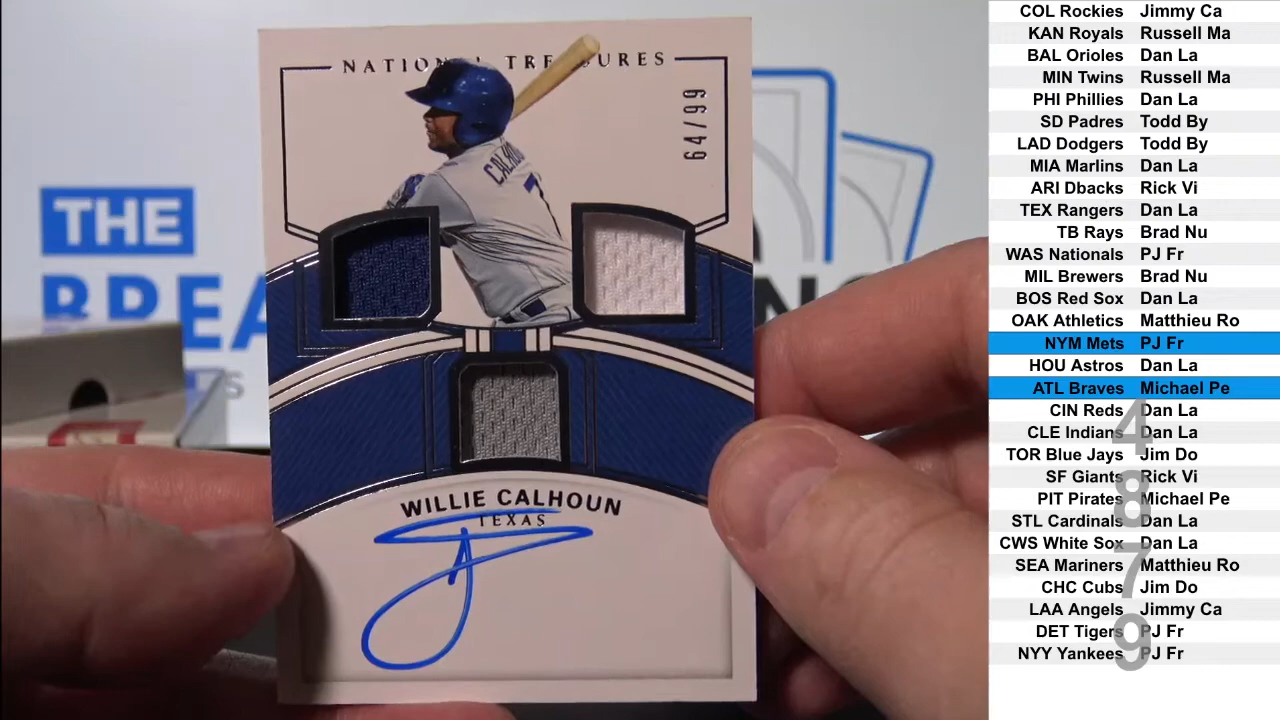 NATIONAL TREASURES
64/99
CALHO
7
THE
WILLIE CALHOUN
TEXAS
COL Rockies Jimmy Ca
KAN Royals Russell Ma
BAL Orioles Dan La
MIN Twins Russell Ma
PHI Phillies Dan La
SD Padres Todd By
LAD Dodgers Todd By
MIA Marlins Dan La
ARI Dbacks Rick Vi
TEX Rangers Dan La
TB Rays Brad Nu
WAS Nationals PJ Fr
MIL Brewers Brad Nu
BOS Red Sox Dan La
OAK Athletics Matthieu Ro
NYM Mets PJ Fr
HOU Astros Dan La
ATL Braves Michael Pe
CIN Reds Dan La
CLE Indians Dan La
TOR Blue Jays Jim Do
SF Giants Rick Vi
PIT Pirates Michael Pe
STL Cardinals Dan La
CWS White Sox Dan La
SEA Mariners Matthieu Ro
CHC Cubs Jim Do
LAA Angels Jimmy Ca
DET Tigers PJ Fr
NYY Yankees PJ Fr
4
8
7
9